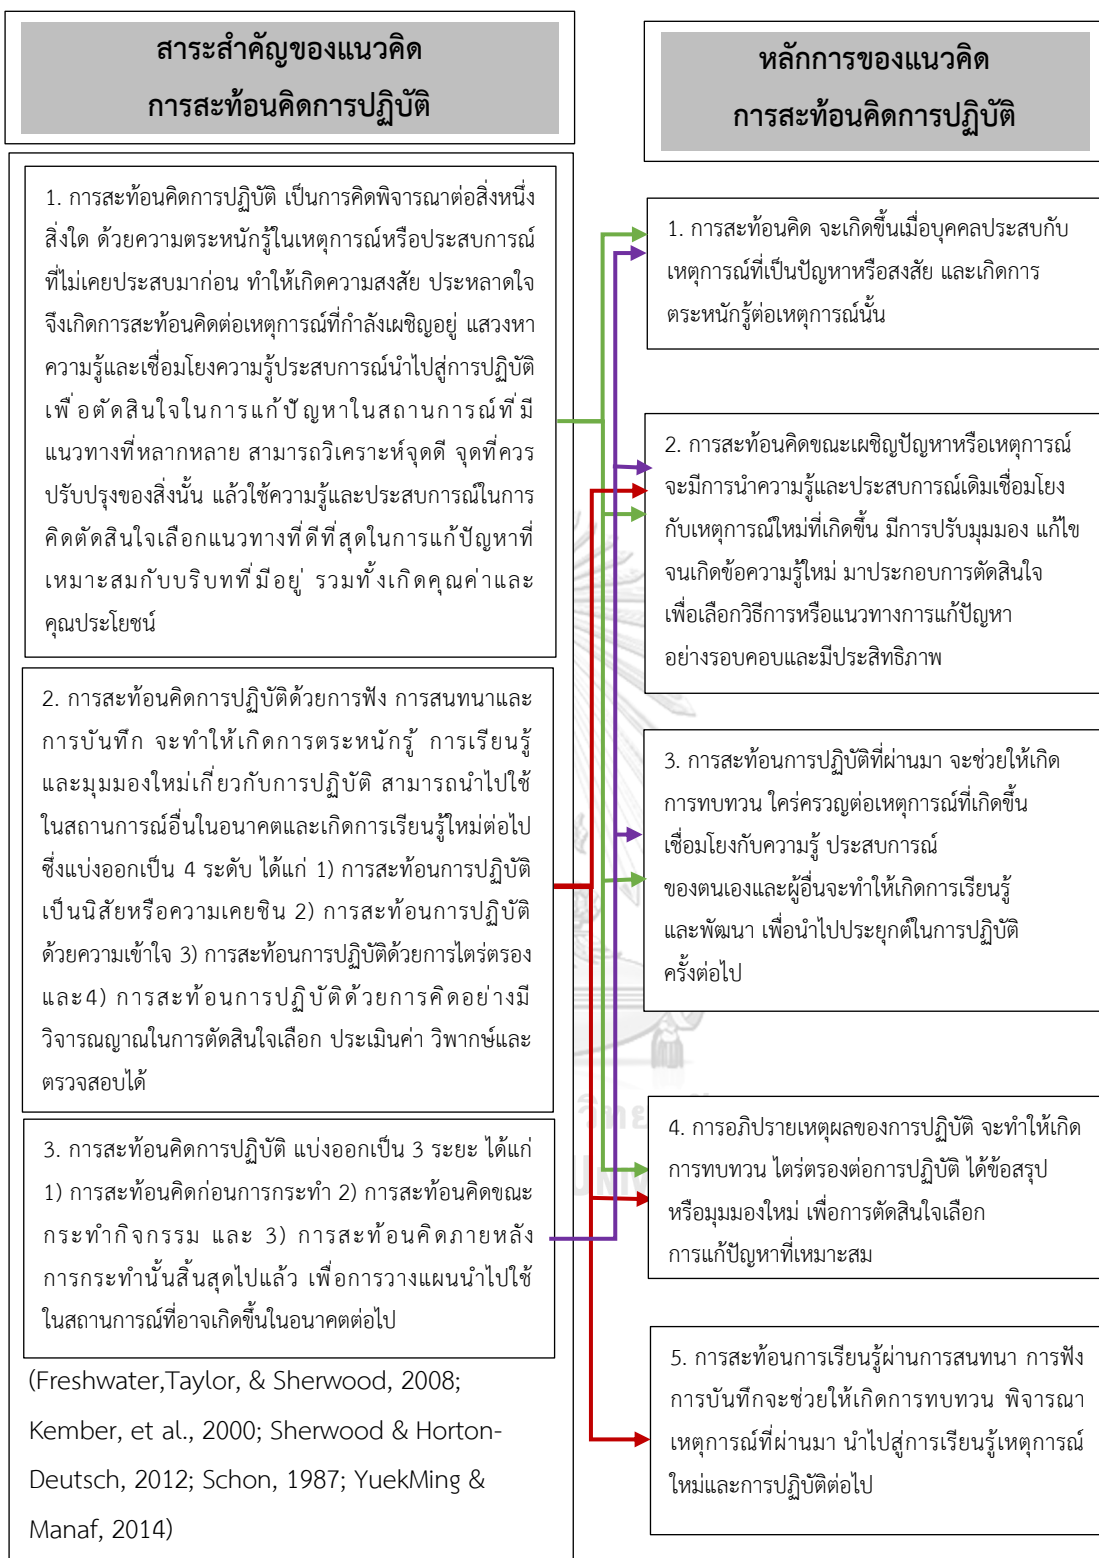 สาระสำคัญของแนวคิด
การสะท้อนคิดการปฏิบัติ
1. การสะท้อนคิดการปฏิบัติ เป็นการคิดพิจารณาต่อสิ่งหนึ่ง
สิ่งใด ด้วยความตระหนักรู้ในเหตุการณ์หรือประสบการณ์
ที่ไม่เคยประสบมาก่อน ทำให้เกิดความสงสัย ประหลาดใจ
จึงเกิดการสะท้อนคิดต่อเหตุการณ์ที่กำลังเผชิญอยู่ แสวงหา
ความรู้และเชื่อมโยงความรู้ประสบการณ์นำไปสู่การปฏิบัติ
เพื่อตัดสินใจในการแก้ปัญหาในสถานการณ์ที่มี
แนวทางที่หลากหลาย สามารถวิเคราะห์จุดดี จุดที่ควร
ปรับปรุงของสิ่งนั้น แล้วใช้ความรู้และประสบการณ์ในการ
คิดตัดสินใจเลือกแนวทางที่ดีที่สุดในการแก้ปัญหาที่
เหมาะสมกับบริบทที่มีอยู่ รวมทั้งเกิดคุณค่าและ
คุณประโยชน์
2. การสะท้อนคิดการปฏิบัติด้วยการฟัง การสนทนาและ
การบันทึก จะทำให้เกิดการตระหนักรู้ การเรียนรู้
และมุมมองใหม่เกี่ยวกับการปฏิบัติ สามารถนำไปใช้
ในสถานการณ์อื่นในอนาคตและเกิดการเรียนรู้ใหม่ต่อไป
ซึ่งแบ่งออกเป็น 4 ระดับ ได้แก่ 1) การสะท้อนการปฏิบัติ
เป็นนิสัยหรือความเคยชิน 2) การสะท้อนการปฏิบัติ
ด้วยความเข้าใจ 3) การสะท้อนการปฏิบัติด้วยการไตร่ตรอง
และ4) การสะท้อนการปฏิบัติด้วยการคิดอย่างมี
วิจารณญาณในการตัดสินใจเลือก ประเมินค่า วิพากษ์และ
ตรวจสอบได้
3. การสะท้อนคิดการปฏิบัติ แบ่งออกเป็น 3 ระยะ ได้แก่
1) การสะท้อนคิดก่อนการกระทำ 2) การสะท้อนคิดขณะ
กระทำกิจกรรม และ 3) การสะท้อนคิดภายหลัง
การกระทำนั้นสิ้นสุดไปแล้ว เพื่อการวางแผนนำไปใช้
ในสถานการณ์ที่อาจเกิดขึ้นในอนาคตต่อไป
(Freshwater,Taylor, & Sherwood, 2008;
Kember, et al., 2000; Sherwood & Horton-
Deutsch, 2012; Schon, 1987; YuekMing &
Manaf, 2014)
หลักการของแนวคิด
การสะท้อนคิดการปฏิบัติ
1. การสะท้อนคิด จะเกิดขึ้นเมื่อบุคคลประสบกับ
เหตุการณ์ที่เป็นปัญหาหรือสงสัย และเกิดการ
ตระหนักรู้ต่อเหตุการณ์นั้น
2. การสะท้อนคิดขณะเผชิญปัญหาหรือเหตุการณ์
จะมีการนำความรู้และประสบการณ์เดิมเชื่อมโยง
กับเหตุการณ์ใหม่ที่เกิดขึ้น มีการปรับมุมมอง แก้ไข
จนเกิดข้อความรู้ใหม่ มาประกอบการตัดสินใจ
เพื่อเลือกวิธีการหรือแนวทางการแก้ปัญหา
อย่างรอบคอบและมีประสิทธิภาพ
3. การสะท้อนการปฏิบัติที่ผ่านมา จะช่วยให้เกิด
การทบทวน ใคร่ครวญต่อเหตุการณ์ที่เกิดขึ้น
เชื่อมโยงกับความรู้ ประสบการณ์
ของตนเองและผู้อื่นจะทำให้เกิดการเรียนรู้
และพัฒนา เพื่อนำไปประยุกต์ในการปฏิบัติ
ครั้งต่อไป
4. การอภิปรายเหตุผลของการปฏิบัติ จะทำให้เกิด
การทบทวน ไตร่ตรองต่อการปฏิบัติ ได้ข้อสรุป
หรือมุมมองใหม่ เพื่อการตัดสินใจเลือก
การแก้ปัญหาที่เหมาะสม
5. การสะท้อนการเรียนรู้ผ่านการสนทนา การฟัง
การบันทึกจะช่วยให้เกิดการทบทวน พิจารณา
เหตุการณ์ที่ผ่านมา นำไปสู่การเรียนรู้เหตุการณ์
ใหม่และการปฏิบัติต่อไป